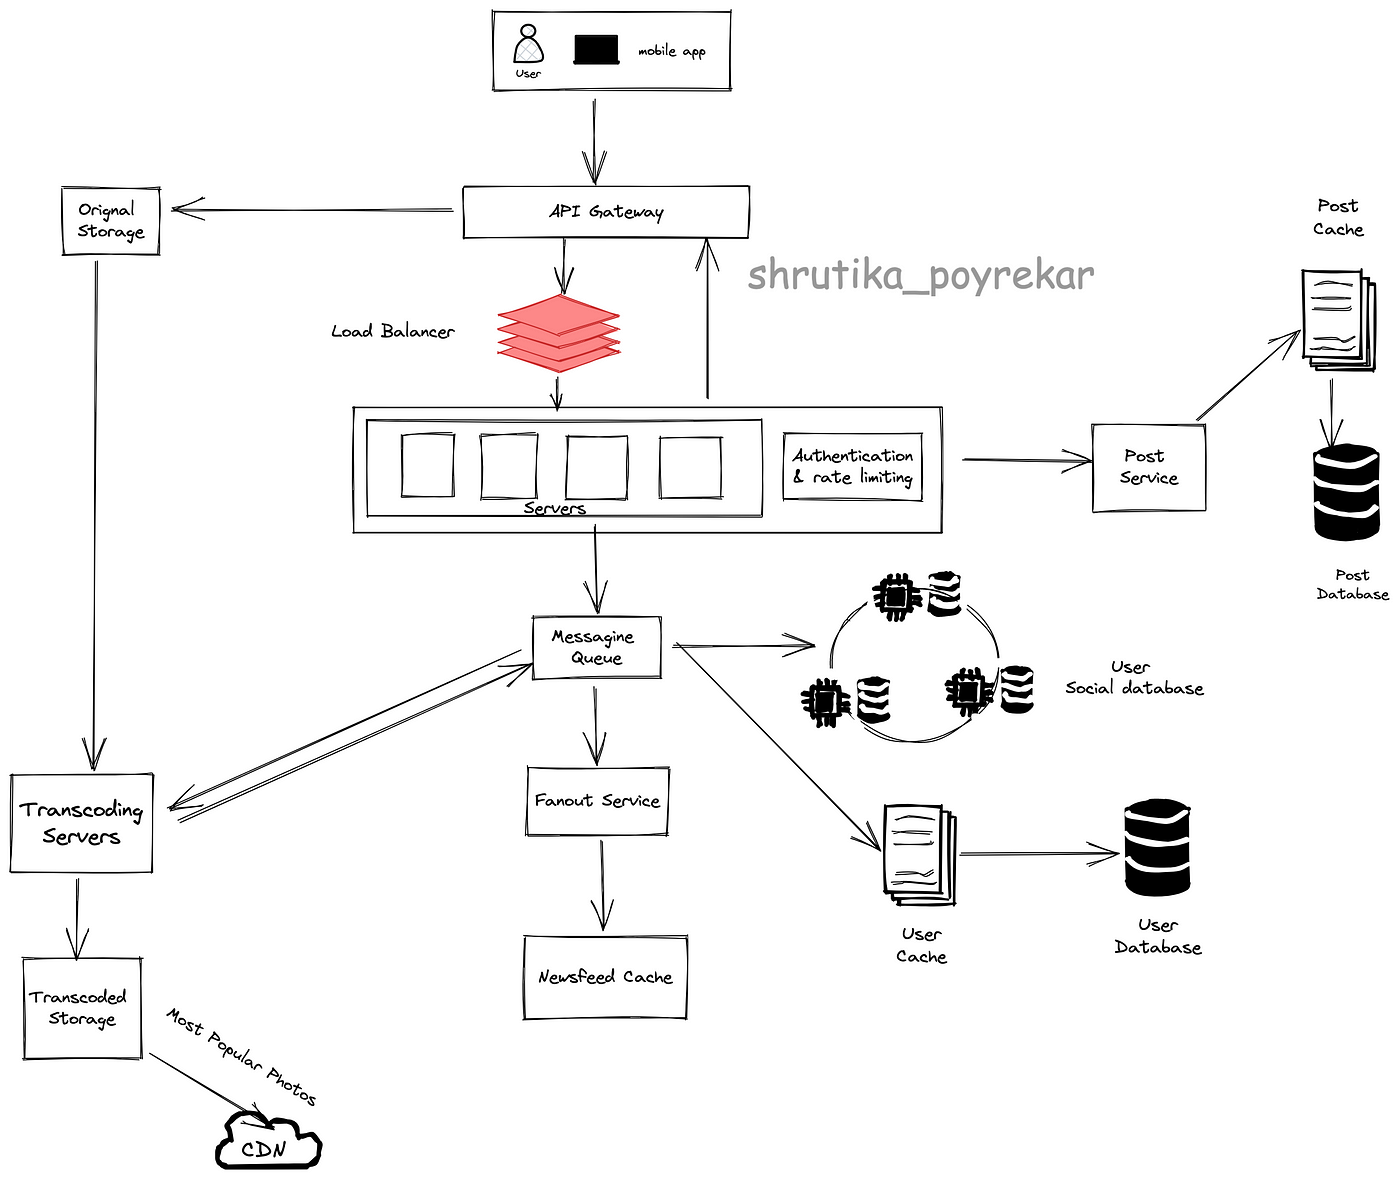 User
mobile app
API Gateway
Orignal
Storage
Post
Cache
shrutika_poyrekar
Load Balancer
Authentication
& rate limiting
Servers
Post
Service
Post
Database
Messagine
Queue
User
Social database
Transcoding
Servers
Fanout Service
User
Cache
User
Database
Newsfeed Cache
Transcoded
Storage
Most Popular Photos
CDN